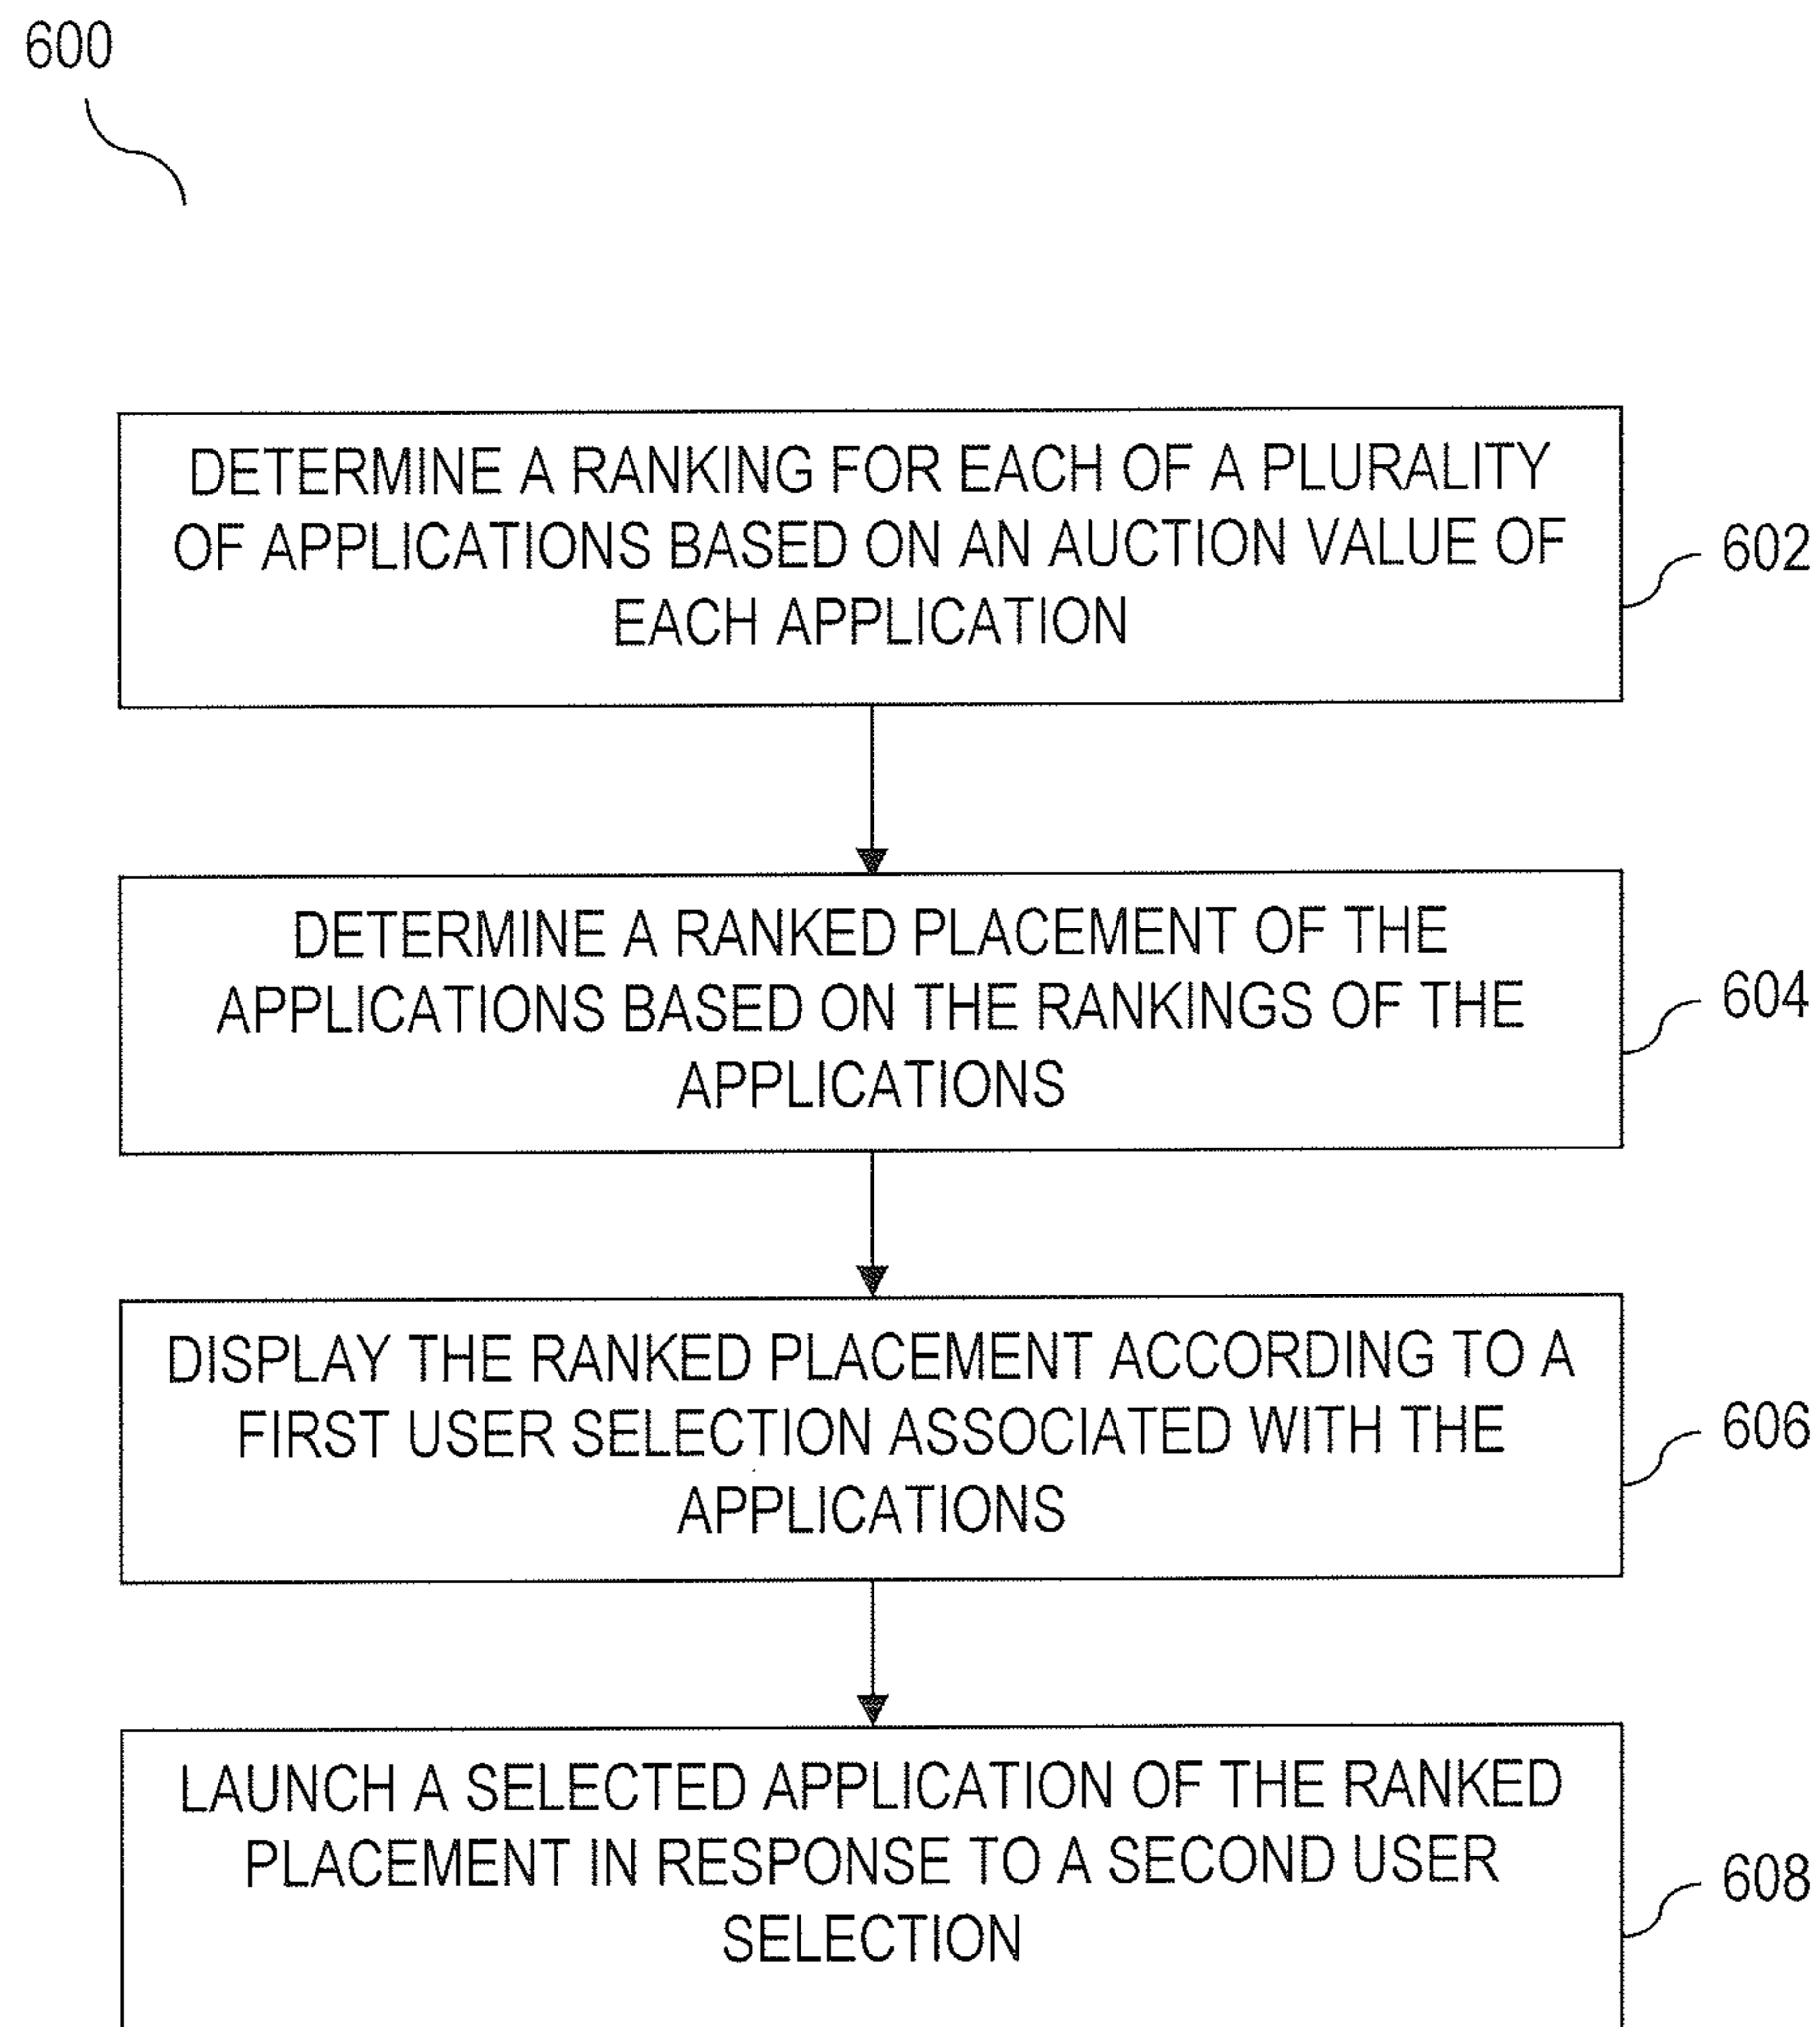 600
DETERMINE A RANKING FOR EACH OF A PLURALITY
OF APPLICATIONS BASED ON AN AUCTION VALUE OF
EACH APPLICATION
602
DETERMINE A RANKED PLACEMENT OF THE
APPLICATIONS BASED ON THE RANKINGS OF THE
APPLICATIONS
604
DISPLAY THE RANKED PLACEMENT ACCORDING TO A
FIRST USER SELECTION ASSOCIATED WITH THE
APPLICATIONS
606
LAUNCH A SELECTED APPLICATION OF THE RANKED
PLACEMENT IN RESPONSE TO A SECOND USER
SELECTION
608